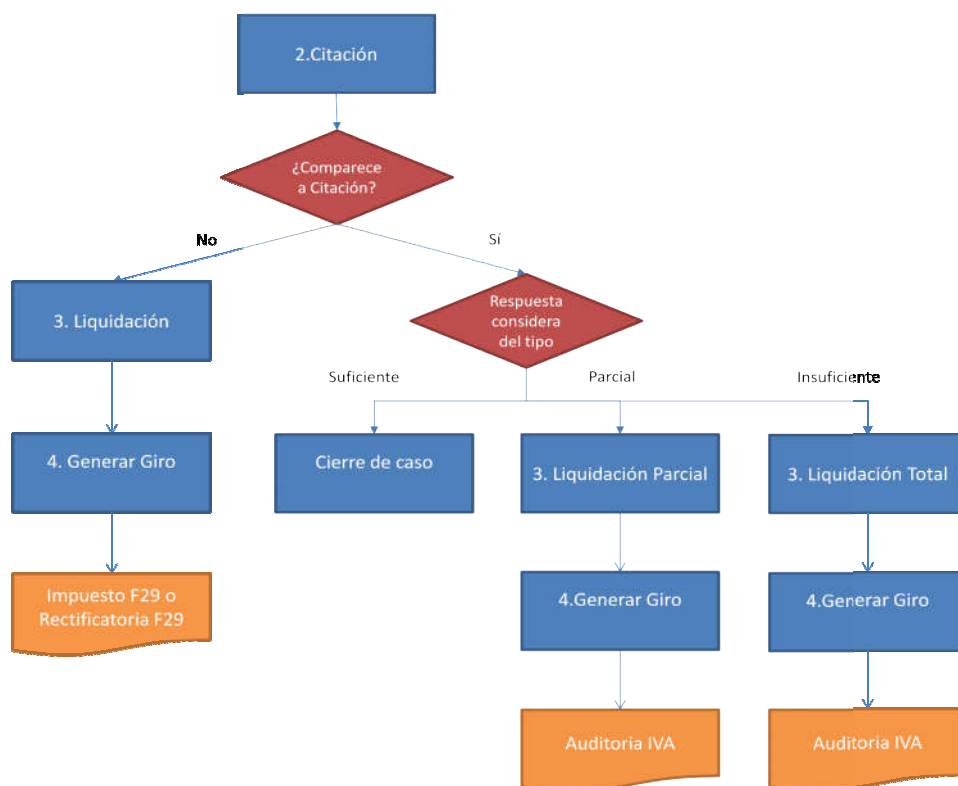 2.Citación
¿Comparece
a Citación?
No
Sí
3. Liquidación
Respuesta
considera
del tipo
Suficiente
Parcial
Insuficiente
4. Generar Giro
Cierre de caso
3. Liquidación Parcial
3. Liquidación Total
Impuesto F29 o
Rectificatoria F29
4.Generar Giro
4.Generar Giro
Auditoria IVA
Auditoria IVA